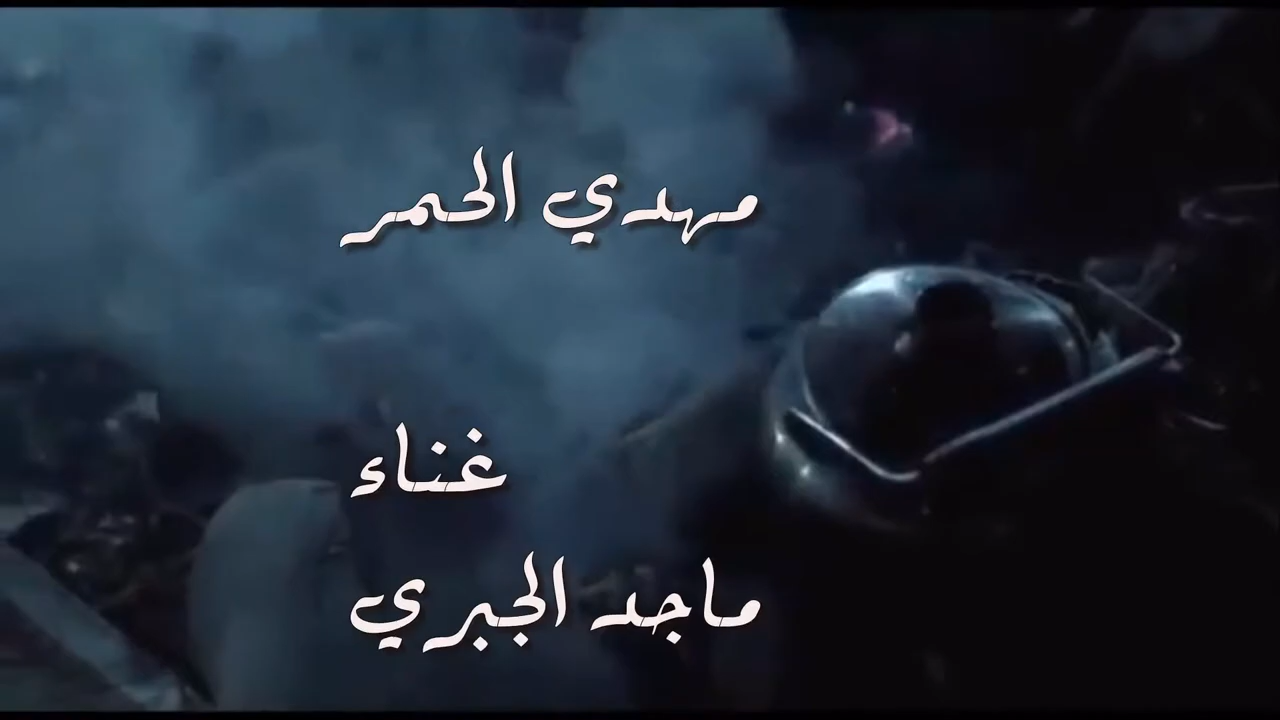 مهدي الحمر
غناء
ماجد الجبري